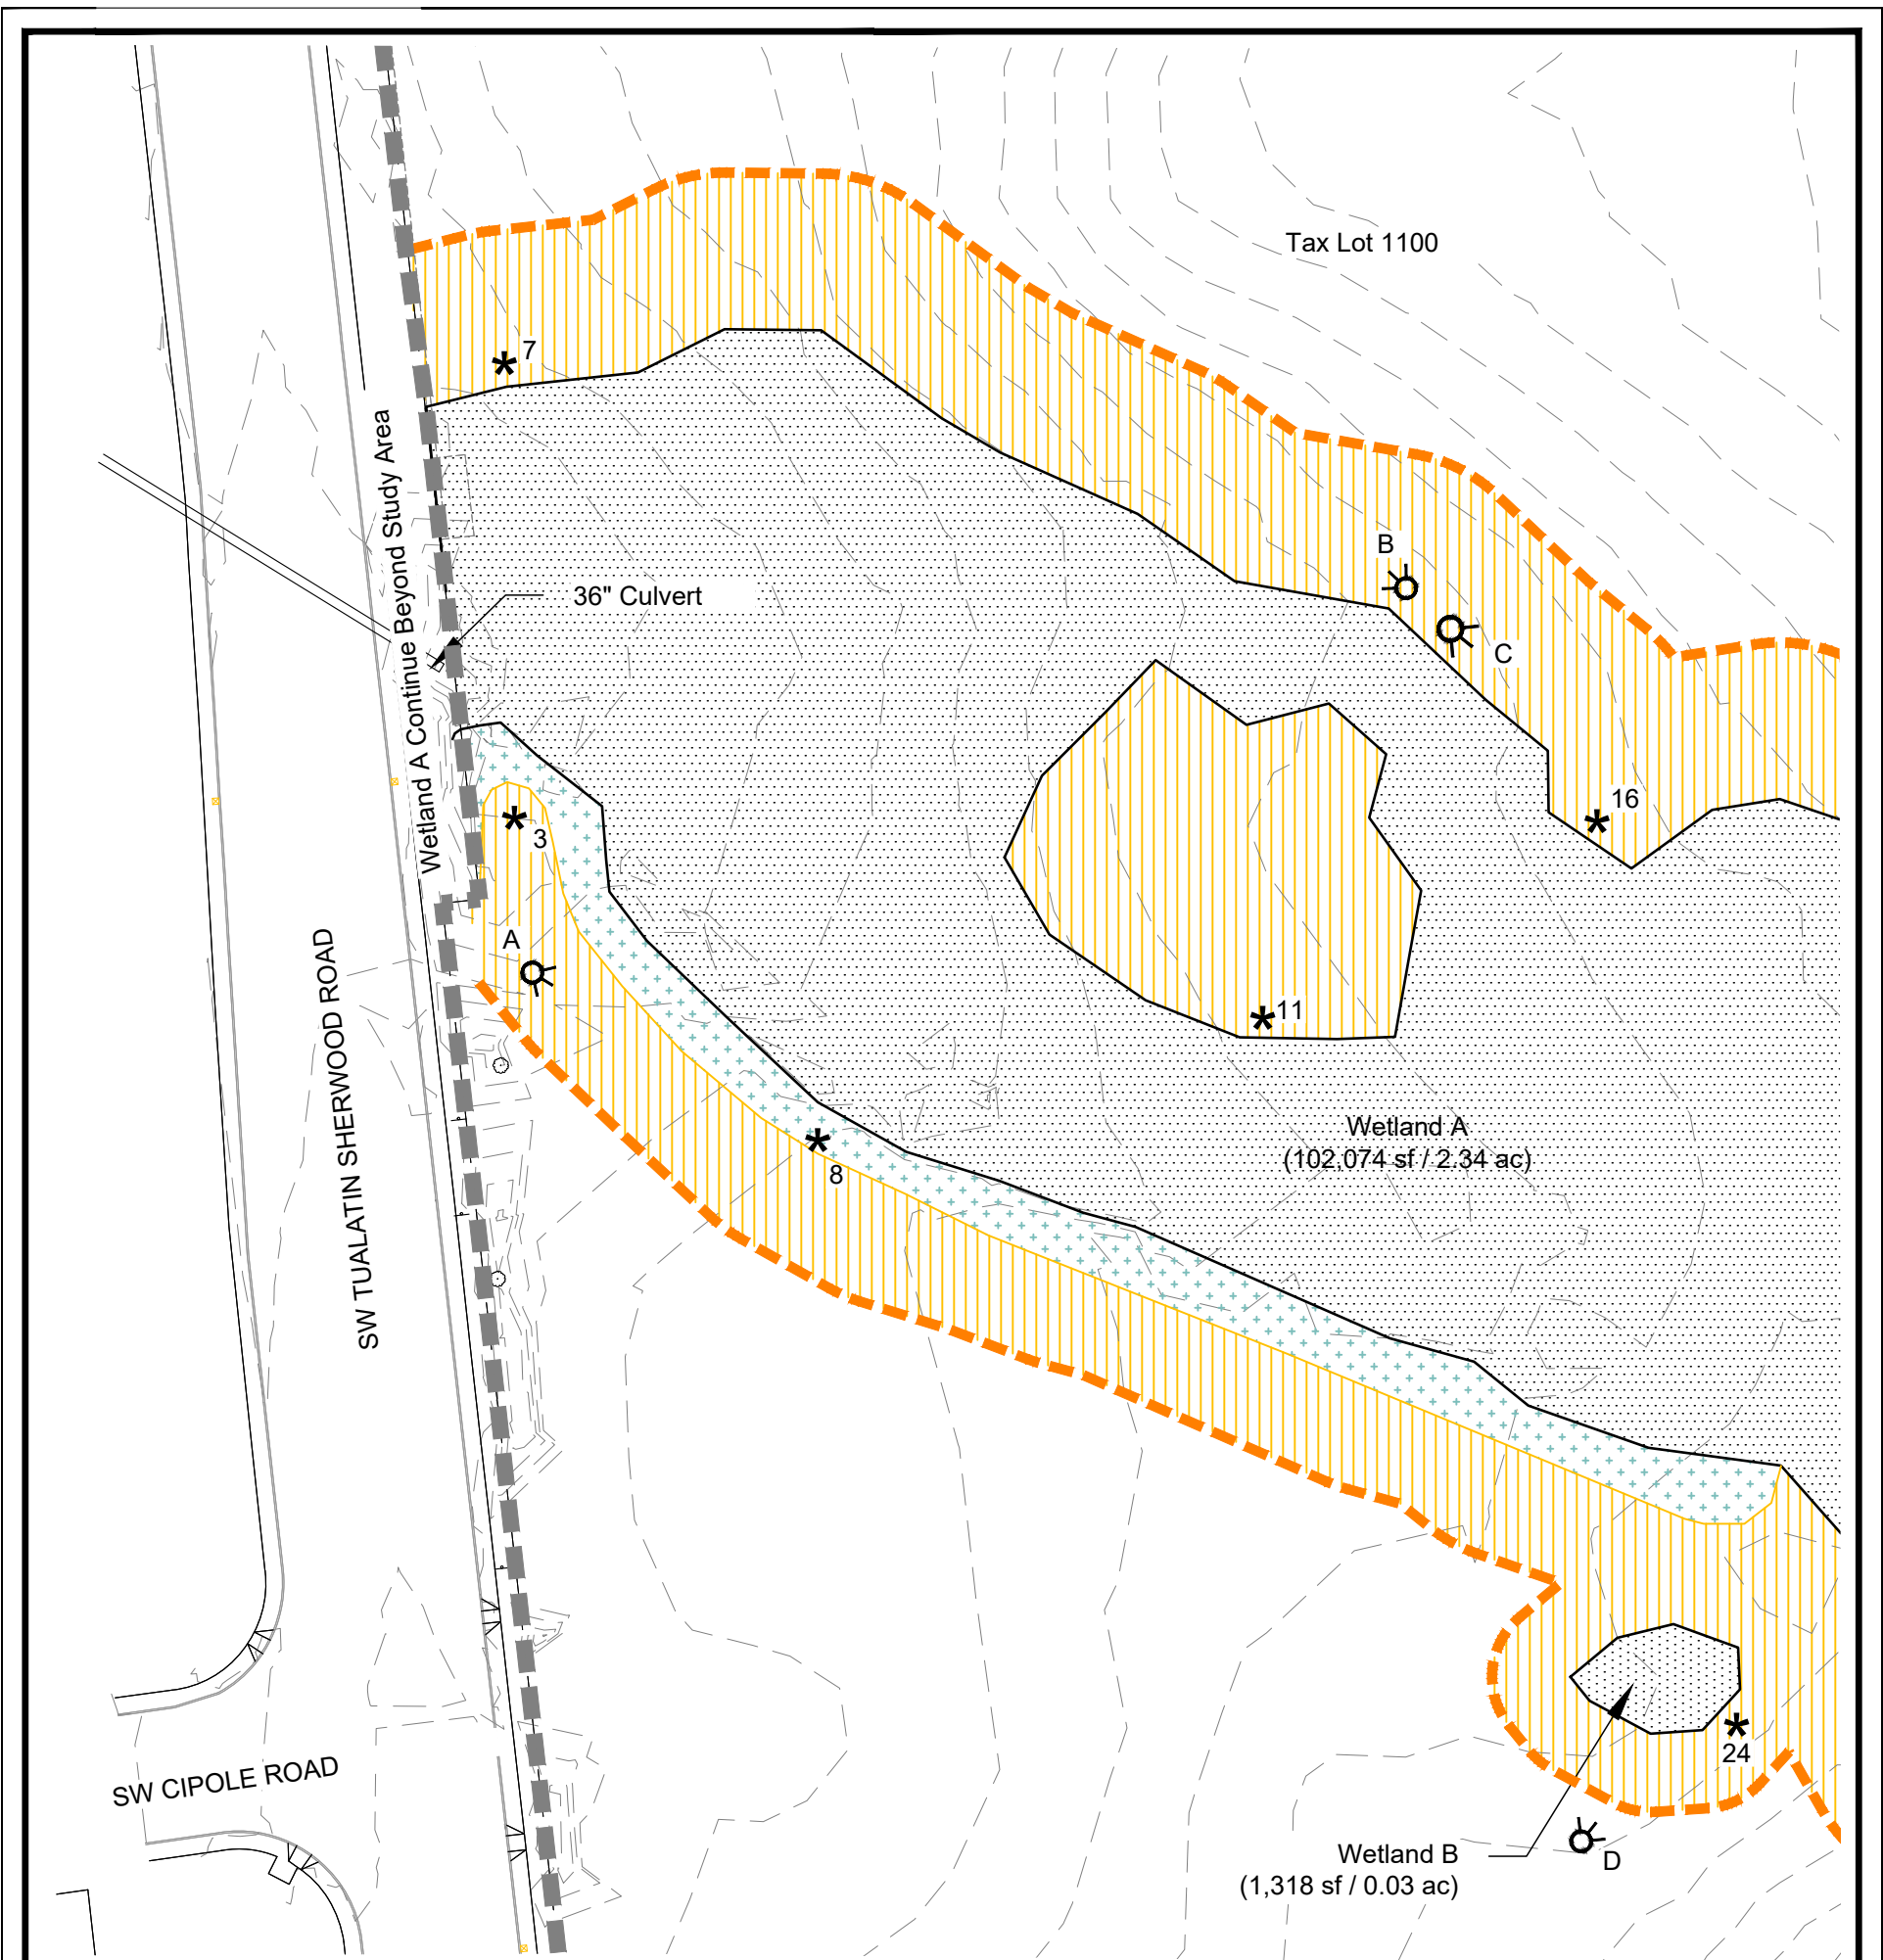 Tax Lot 1100
7
Wetland A Continue Beyond Study Area
B
36" Culvert
C
16
3
A
11
SW TUALATIN SHERWOOD ROAD
Wetland A
(102,074 sf / 2.34 ac)
8
24
SW CIPOLE ROAD
Wetland B
(1,318 sf / 0.03 ac)
D